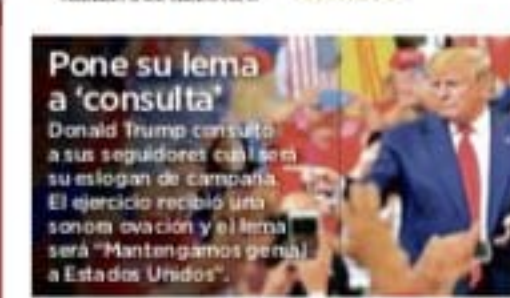 Pone su lema
a 'consulta'
Donald Trump consultó
a sus seguidores cuál será
su eslogan de campaña.
El ejercicio recibió una
sonora ovación y el lema
será "Mantengamos genial
a Estados Unidos".